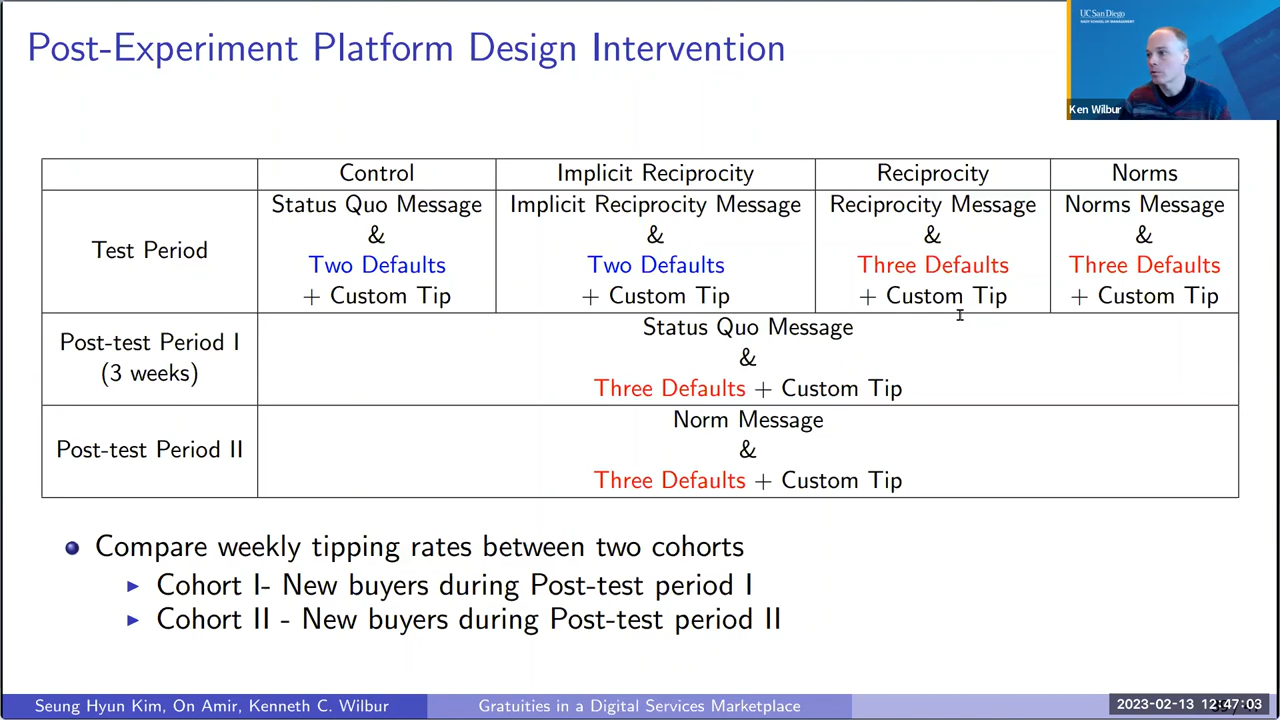 Post-Experiment Platform Design Intervention
UC San Diego
RADY SCHOOL OF MANAGEMENT
Ken Wilbur
Control
Implicit Reciprocity
Reciprocity
Norms
Test Period
Status Quo Message
&
Two Defaults
+ Custom Tip
Implicit Reciprocity Message
&
Two Defaults
+ Custom Tip
Reciprocity Message
&
Three Defaults
+ Custom Tip
Norms Message
&
Three Defaults
+ Custom Tip
Post-test Period I
(3 weeks)
Status Quo Message
&
Three Defaults + Custom Tip
Post-test Period II
Norm Message
&
Three Defaults + Custom Tip
Compare weekly tipping rates between two cohorts
Cohort I- New buyers during Post-test period I
Cohort II - New buyers during Post-test period II
Seung Hyun Kim, On Amir, Kenneth C. Wilbur
Gratuities in a Digital Services Marketplace
2023-02-13 12:47:03